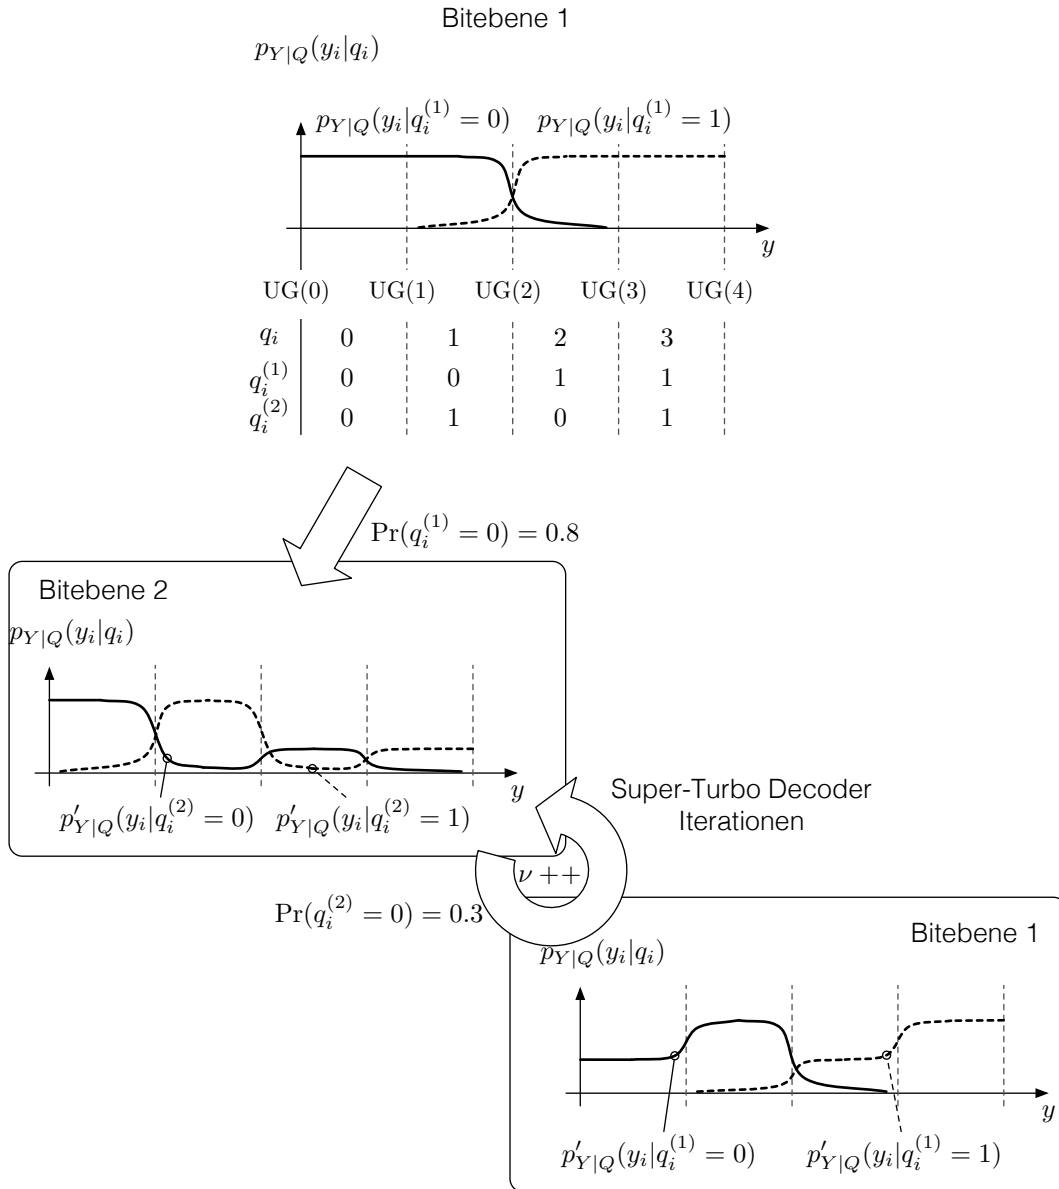 Bitebene 1
p_{Y|Q}(y_i|q_i)
p_{Y|Q}(y_i|q_i^{(1)} = 0) p_{Y|Q}(y_i|q_i^{(1)} = 1)
y
UG(0) UG(1) UG(2) UG(3) UG(4)
q_i 0 1 2 3
q_i^{(1)} 0 0 1 1
q_i^{(2)} 0 1 0 1
Pr(q_i^{(1)} = 0) = 0.8
Bitebene 2
p_{Y|Q}(y_i|q_i)
y
p'_{Y|Q}(y_i|q_i^{(2)} = 0) p'_{Y|Q}(y_i|q_i^{(2)} = 1)
Super-Turbo Decoder
Iterationen
ν ++
Pr(q_i^{(2)} = 0) = 0.3
Bitebene 1
p_{Y|Q}(y_i|q_i)
y
p'_{Y|Q}(y_i|q_i^{(1)} = 0) p'_{Y|Q}(y_i|q_i^{(1)} = 1)